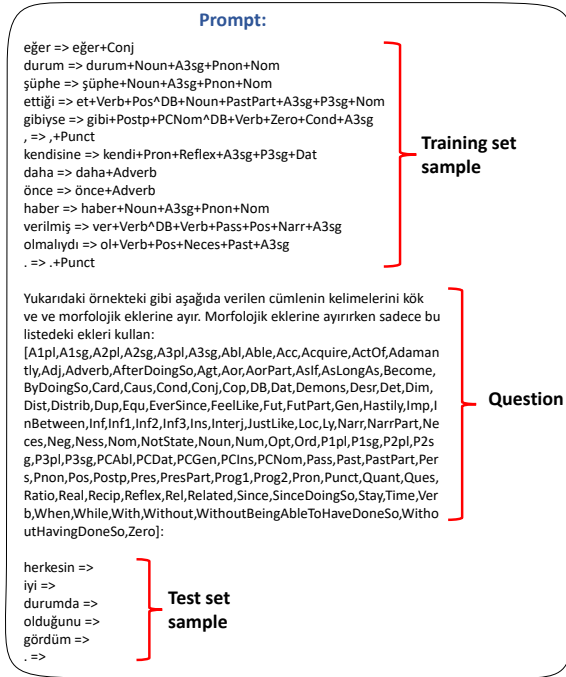 Prompt:
eğer => eğer+Conj
durum => durum+Noun+A3sg+Pnon+Nom
şüphe => şüphe+Noun+A3sg+Pnon+Nom
ettiği => et+Verb+Pos^DB+Noun+PastPart+A3sg+P3sg+Nom
gibiyse => gibi+Postp+PCNom^DB+Verb+Zero+Cond+A3sg
, => ,+Punct
kendisine => kendi+Pron+Reflex+A3sg+P3sg+Dat
daha => daha+Adverb
önce => önce+Adverb
haber => haber+Noun+A3sg+Pnon+Nom
verilmiş => ver+Verb^DB+Verb+Pass+Pos+Narr+A3sg
olmalıydı => ol+Verb+Pos+Neces+Past+A3sg
. => .+Punct
Training set
sample
Yukarıdaki örnekteki gibi aşağıda verilen cümlenin kelimelerini kök
ve ve morfolojik eklerine ayır. Morfolojik eklerine ayırırken sadece bu
listedeki ekleri kullan:
[A1pl,A1sg,A2pl,A2sg,A3pl,A3sg,Abl,Able,Acc,Acquire,ActOf,Adaman
tly,Adj,Adverb,AfterDoingSo,Agt,Aor,AorPart,AsIf,AsLongAs,Become,
ByDoingSo,Card,Caus,Cond,Conj,Cop,DB,Dat,Demons,Desr,Det,Dim,
Dist,Distrib,Dup,Equ,EverSince,FeelLike,Fut,FutPart,Gen,Hastily,Imp,I
nBetween,Inf,Inf1,Inf2,Inf3,Ins,Interj,JustLike,Loc,Ly,Narr,NarrPart,Ne
ces,Neg,Ness,Nom,NotState,Noun,Num,Opt,Ord,P1pl,P1sg,P2pl,P2s
g,P3pl,P3sg,PCAbl,PCDat,PCGen,PCIns,PCNom,Pass,Past,PastPart,Per
s,Pnon,Pos,Postp,Pres,PresPart,Prog1,Prog2,Pron,Punct,Quant,Ques,
Ratio,Real,Recip,Reflex,Rel,Related,Since,SinceDoingSo,Stay,Time,Ver
b,When,While,With,Without,WithoutBeingAbleToHaveDoneSo,Witho
utHavingDoneSo,Zero]:
Question
herkesin =>
iyi =>
durumda =>
olduğunu =>
gördüm =>
. =>
Test set
sample